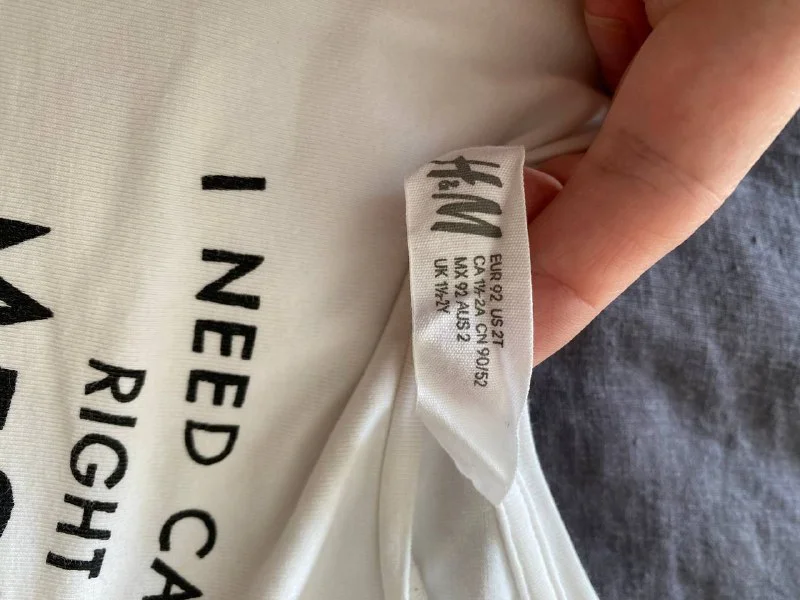 I NEED CA
RIGHT
H&M
EUR 92 US 2T
CA 1½-2A CN 90/52
MX 92 AUS 2
UK 1½-2Y